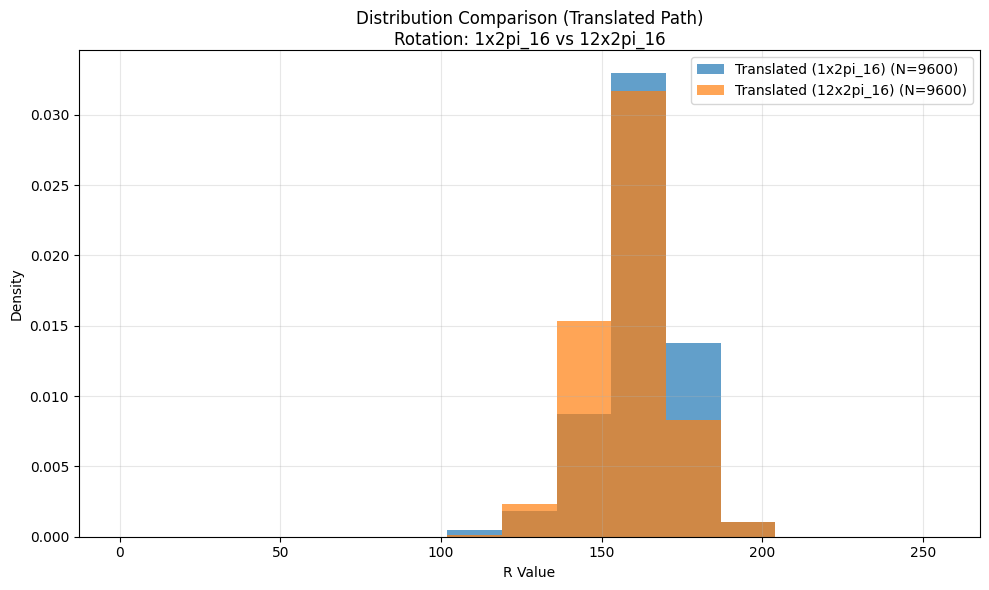 Distribution Comparison (Translated Path)
Rotation: 1x2pi_16 vs 12x2pi_16
Translated (1x2pi_16) (N=9600)
Translated (12x2pi_16) (N=9600)
0.030
0.025
0.020
0.015
0.010
0.005
0.000
Density
0 50 100 150 200 250
R Value